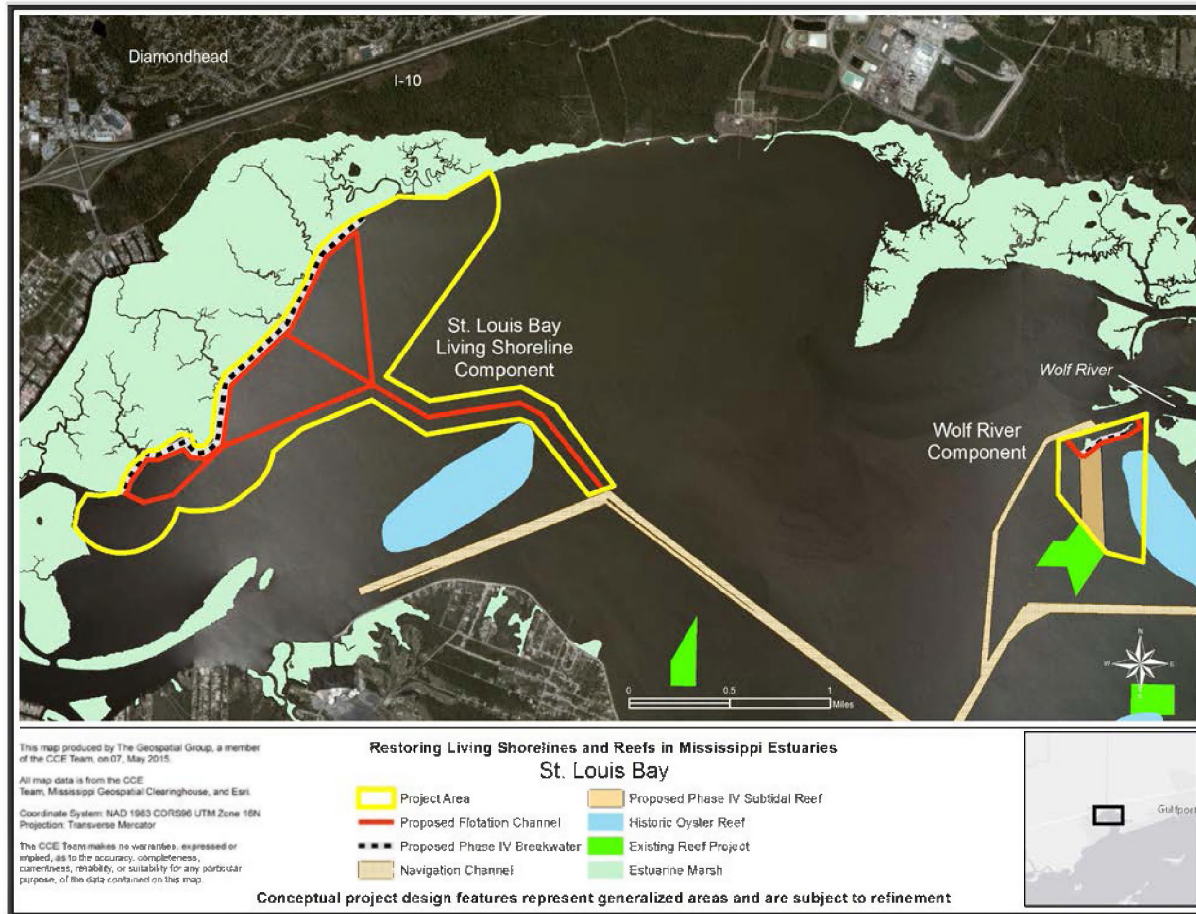 Diamondhead
I-10
St. Louis Bay
Living Shoreline
Component
Wolf River
Wolf River
Component
N
W
E
S
0
0.5
1
Miles
This map produced by The Geospatial Group, a member
of the CCE Team, on 07, May 2015.
All map data is from the CCE
Team, Mississippi Geospatial Clearinghouse, and Esri.
Coordinate System: NAD 1983 CORS96 UTM Zone 16N
Projection: Transverse Mercator
The CCE Team makes no warranties, expressed or
implied, as to the accuracy, completeness,
currentness, reliability, or suitability for any particular
purpose, of the data contained on this map.
Restoring Living Shorelines and Reefs in Mississippi Estuaries
St. Louis Bay
Project Area
Proposed Flotation Channel
Proposed Phase IV Breakwater
Navigation Channel
Proposed Phase IV Subtidal Reef
Historic Oyster Reef
Existing Reef Project
Estuarine Marsh
Gulfport
Conceptual project design features represent generalized areas and are subject to refinement